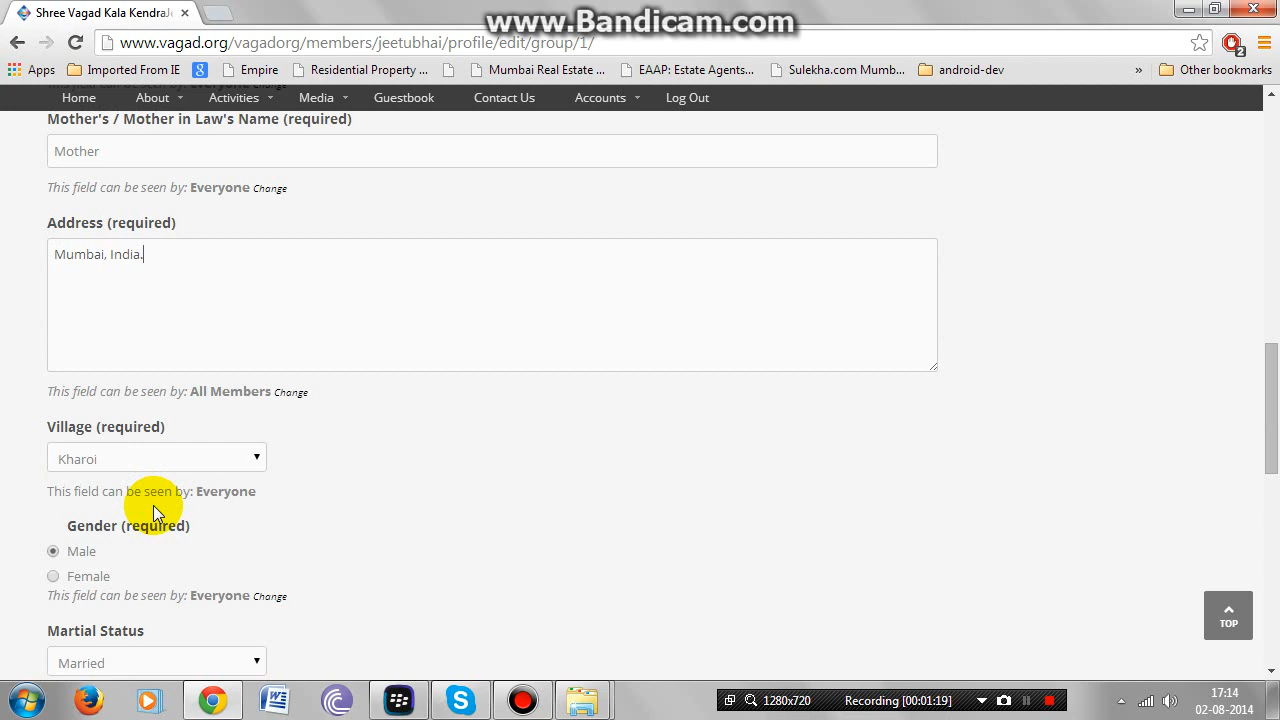 Shree Vagad Kala Kendra
www.Bandicam.com
www.vagad.org/vagadorg/members/jeetubhai/profile/edit/group/1/
2
Apps Imported From IE 8 Empire Residential Property ... Mumbai Real Estate ... EAAP: Estate Agents... Sulekha.com Mumb... android-dev » Other bookmarks
Home About Activities Media Guestbook Contact Us Accounts Log Out
Mother's / Mother in Law's Name (required)
Mother
This field can be seen by: Everyone Change
Address (required)
Mumbai, India.
This field can be seen by: All Members Change
Village (required)
Kharoi
This field can be seen by: Everyone
Gender (required)
Male
Female
This field can be seen by: Everyone Change
TOP
Martial Status
Married
1280x720 Recording [00:01:19]
17:14
02-08-2014